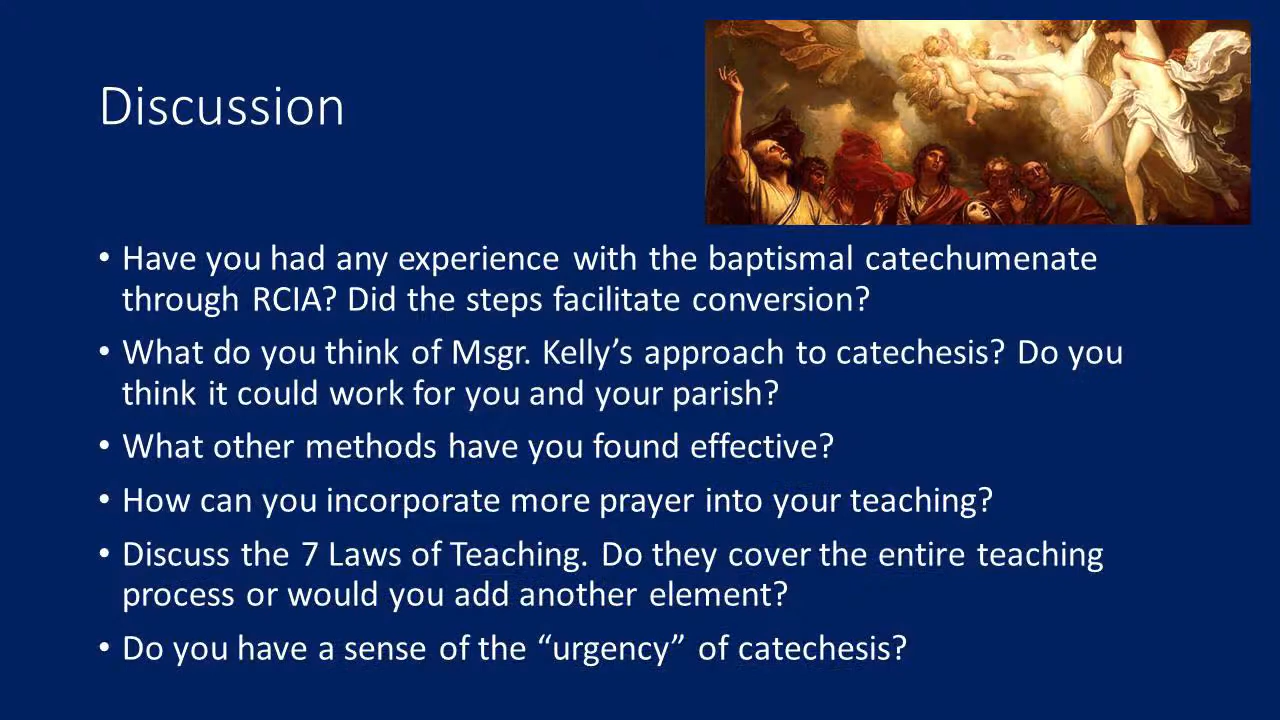 Discussion
• Have you had any experience with the baptismal catechumenate
through RCIA? Did the steps facilitate conversion?
• What do you think of Msgr. Kelly’s approach to catechesis? Do you
think it could work for you and your parish?
• What other methods have you found effective?
• How can you incorporate more prayer into your teaching?
• Discuss the 7 Laws of Teaching. Do they cover the entire teaching
process or would you add another element?
• Do you have a sense of the “urgency” of catechesis?